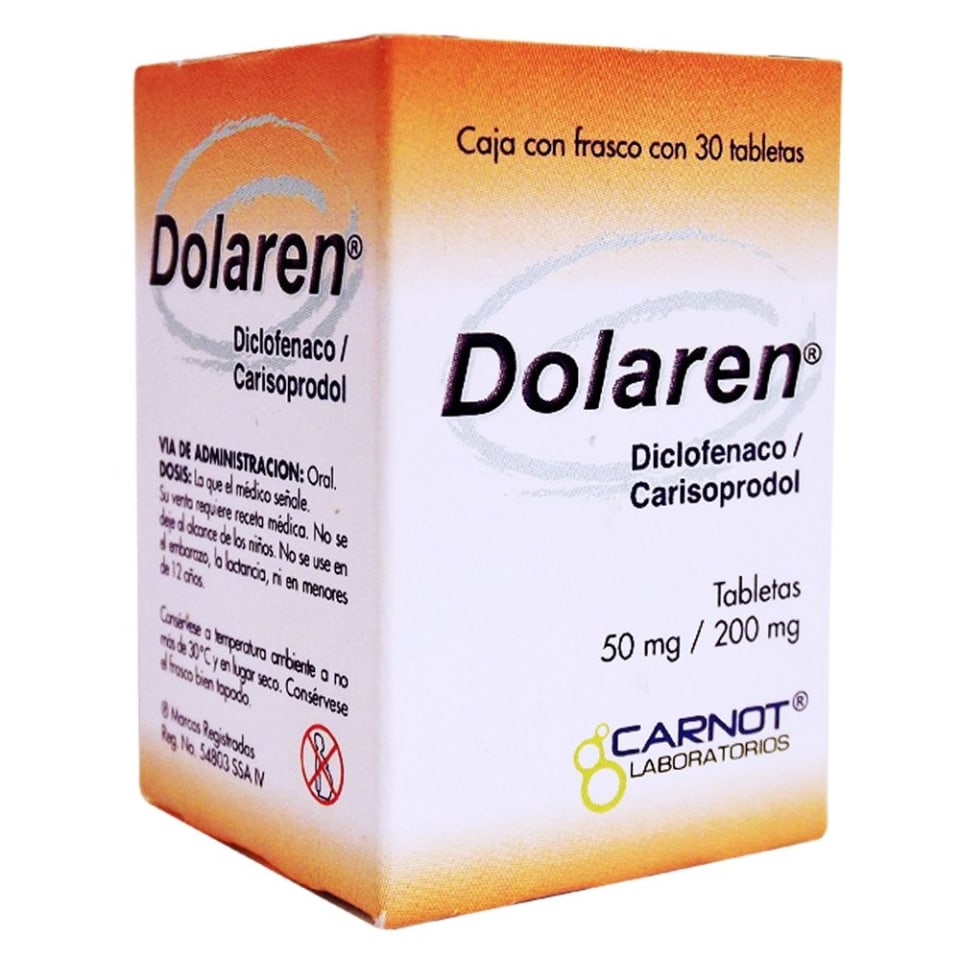 Caja con frasco con 30 tabletas
Dolaren®
Diclofenaco /
Carisoprodol
Tabletas
50 mg / 200 mg
CARNOT®
LABORATORIOS
Dolaren®
Diclofenaco /
Carisoprodol
VIA DE ADMINISTRACION: Oral.
DOSIS: La que el médico señale.
Su venta requiere receta médica. No se
deje al alcance de los niños. No se use en
el embarazo, la lactancia, ni en menores
de 12 años.
Consérvese a temperatura ambiente a no
más de 30°C y en lugar seco. Consérvese
el frasco bien tapado.
® Marcas Registradas
Reg. No. 54803 SSA IV